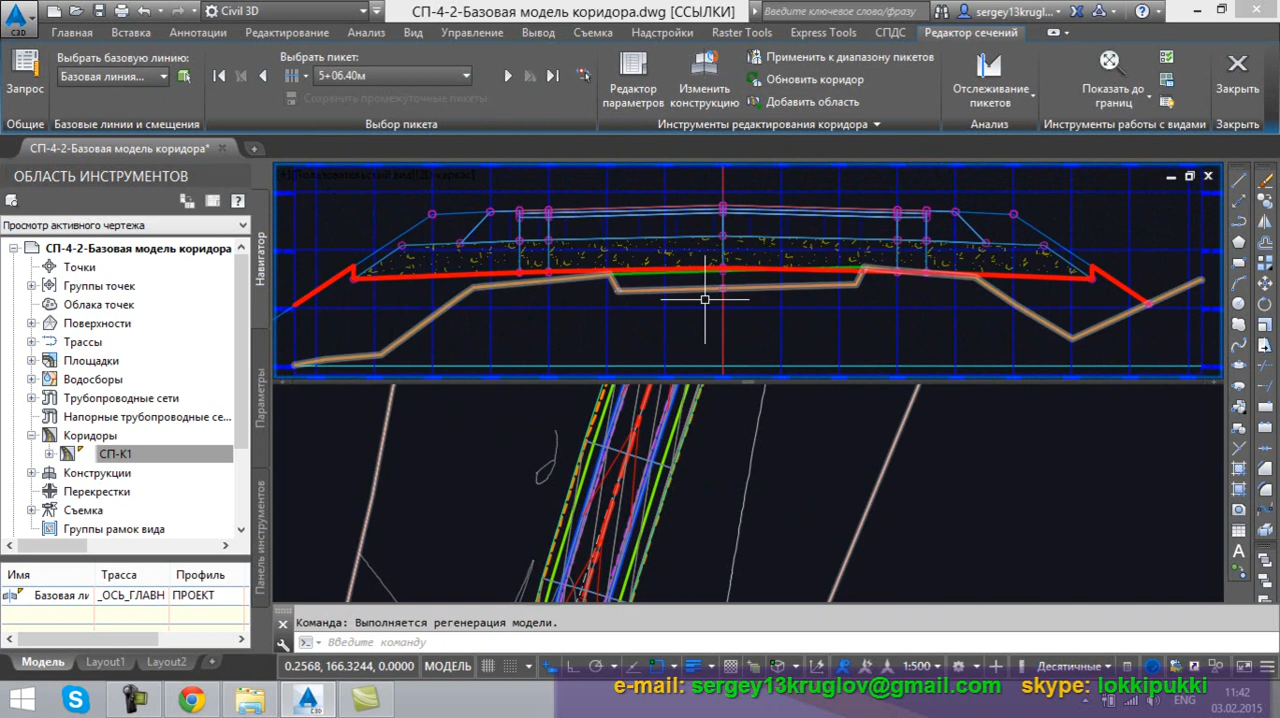 СП-4-2-Базовая модель коридора.dwg [ССЫЛКИ]
Введите ключевое слово/фразу
sergey13kruglo...
Civil 3D
C3D
Главная Вставка Аннотации Редактирование Анализ Вид Управление Вывод Съемка Надстройки Raster Tools Express Tools СПДС Редактор сечений
Выбрать базовую линию:
Базовая линия...
Запрос
Общие
Базовые линии и смещения
Выбрать пикет:
5+06.40м
Сохранить промежуточные пикеты
Выбор пикета
Редактор параметров
Изменить конструкцию
Применить к диапазону пикетов
Обновить коридор
Добавить область
Инструменты редактирования коридора
Отслеживание пикетов
Анализ
Показать до границ
Инструменты работы с видами
Закрыть
Закрыть
СП-4-2-Базовая модель коридора*
ОБЛАСТЬ ИНСТРУМЕНТОВ
Просмотр активного чертежа
СП-4-2-Базовая модель коридора
Точки
Группы точек
Облака точек
Поверхности
Трассы
Площадки
Водосборы
Трубопроводные сети
Напорные трубопроводные се...
Коридоры
СП-К1
Конструкции
Перекрестки
Съемка
Группы рамок вида
Навигатор
Параметры
Панель инструментов
Имя Трасса Профиль
Базовая ли _ОСЬ_ГЛАВН ПРОЕКТ
Команда: Выполняется регенерация модели.
Введите команду
Модель Layout1 Layout2
0.2568, 166.3244, 0.0000 МОДЕЛЬ
1:500
Десятичные
e-mail: sergey13kruglov@gmail.com skype: lokkipukki
ENG
11:42
03.02.2015